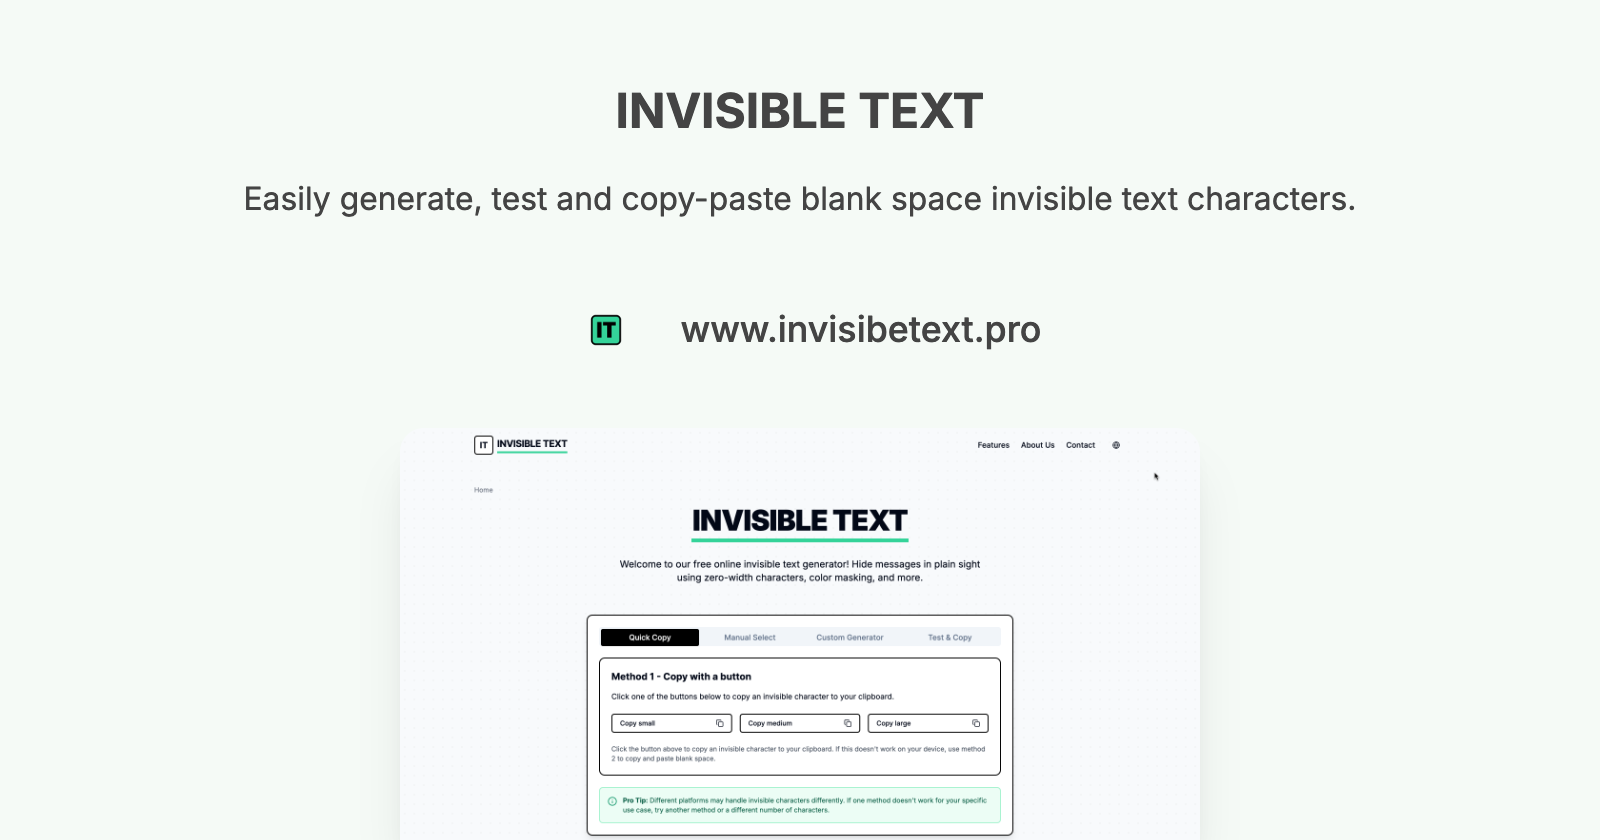 INVISIBLE TEXT
Easily generate, test and copy-paste blank space invisible text characters.
IT www.invisibetext.pro
IT INVISIBLE TEXT Features About Us Contact
Home
INVISIBLE TEXT
Welcome to our free online invisible text generator! Hide messages in plain sight
using zero-width characters, color masking, and more.
Quick Copy Manual Select Custom Generator Test & Copy
Method 1 - Copy with a button
Click one of the buttons below to copy an invisible character to your clipboard.
Copy small Copy medium Copy large
Click the button above to copy an invisible character to your clipboard. If this doesn't work on your device, use method
2 to copy and paste blank space.
Pro Tip: Different platforms may handle invisible characters differently. If one method doesn't work for your specific
use case, try another method or a different number of characters.